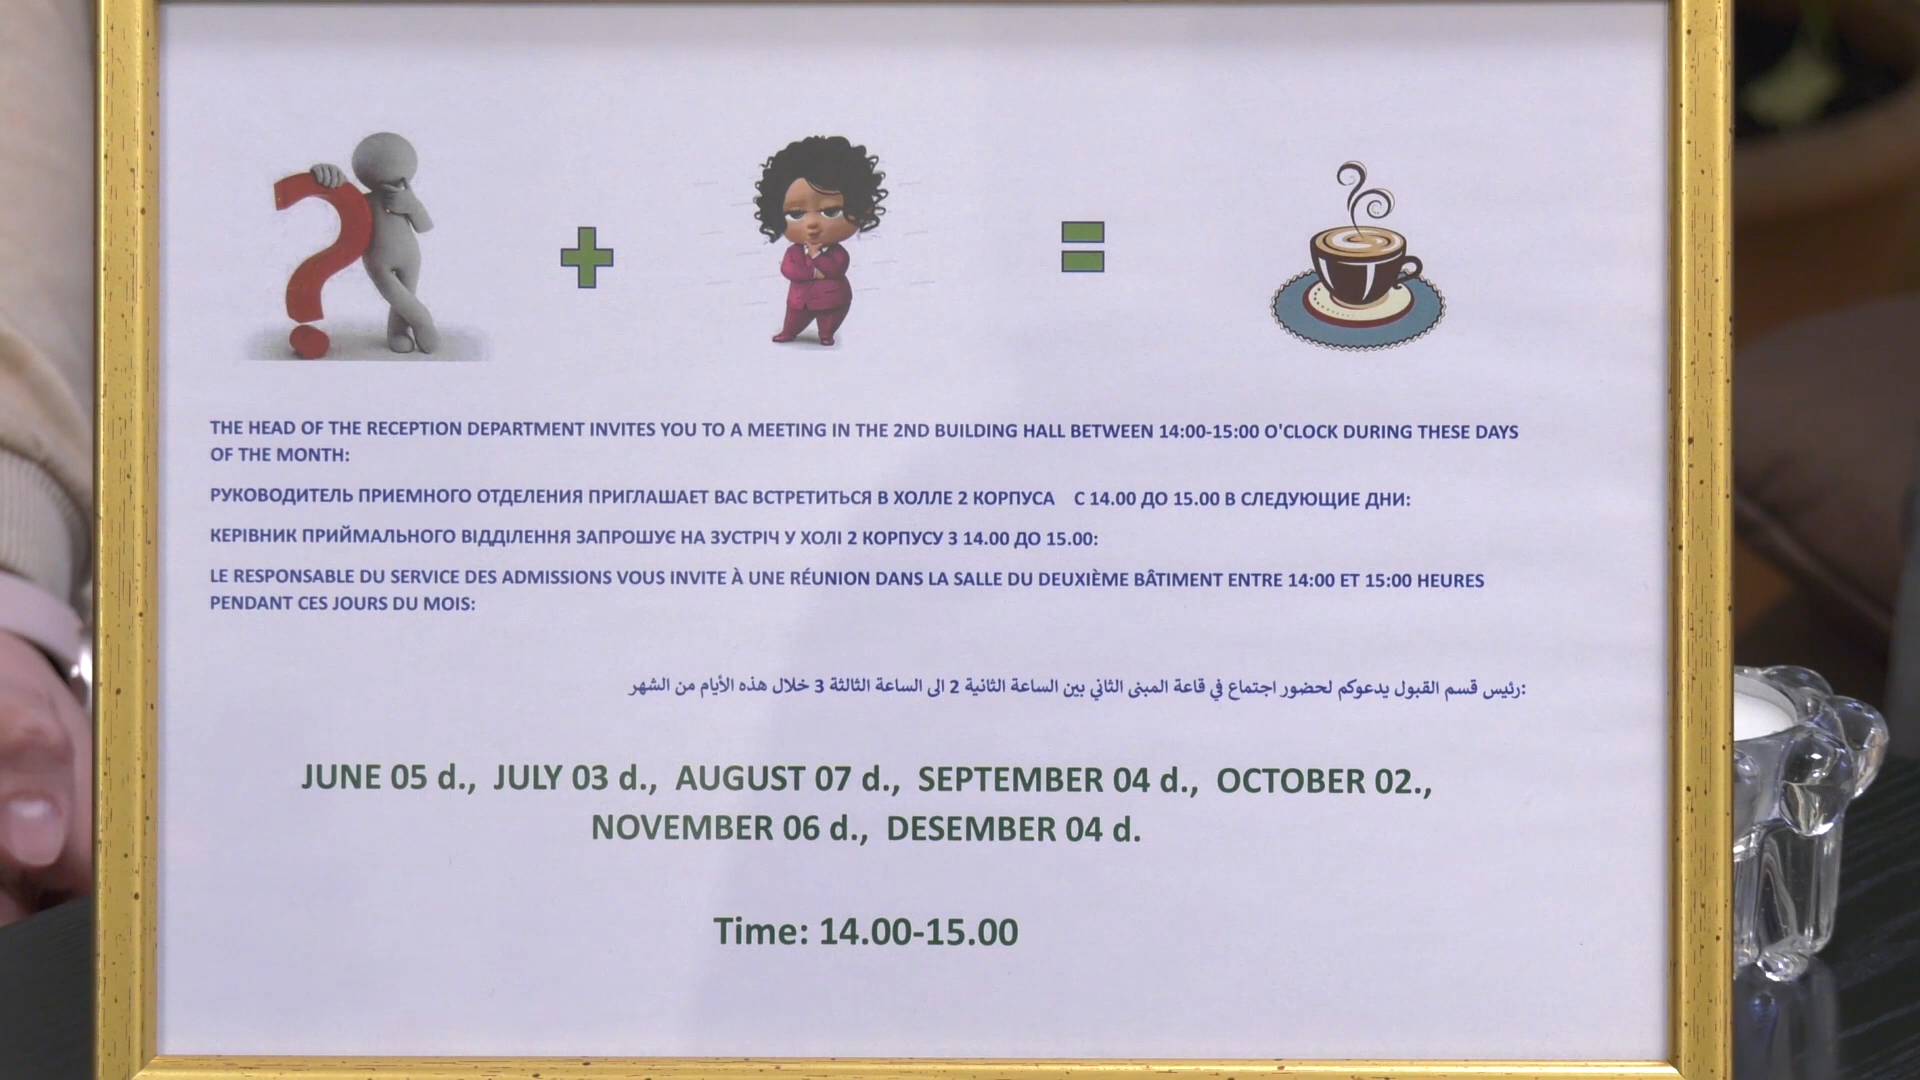 THE HEAD OF THE RECEPTION DEPARTMENT INVITES YOU TO A MEETING IN THE 2ND BUILDING HALL BETWEEN 14:00-15:00 O'CLOCK DURING THESE DAYS
OF THE MONTH:
РУКОВОДИТЕЛЬ ПРИЕМНОГО ОТДЕЛЕНИЯ ПРИГЛАШАЕТ ВАС ВСТРЕТИТЬСЯ В ХОЛЛЕ 2 КОРПУСА С 14.00 ДО 15.00 В СЛЕДУЮЩИЕ ДНИ:
КЕРІВНИК ПРИЙМАЛЬНОГО ВІДДІЛЕННЯ ЗАПРОШУЄ НА ЗУСТРІЧ У ХОЛІ 2 КОРПУСУ З 14.00 ДО 15.00:
LE RESPONSABLE DU SERVICE DES ADMISSIONS VOUS INVITE À UNE RÉUNION DANS LA SALLE DU DEUXIÈME BÂTIMENT ENTRE 14:00 ET 15:00 HEURES
PENDANT CES JOURS DU MOIS:
:رئيس قسم القبول يدعوكم لحضور اجتماع في قاعة المبنى الثاني بين الساعة الثانية 2 الى الساعة الثالثة 3 خلال هذه الأيام من الشهر
JUNE 05 d., JULY 03 d., AUGUST 07 d., SEPTEMBER 04 d., OCTOBER 02.,
NOVEMBER 06 d., DESEMBER 04 d.
Time: 14.00-15.00